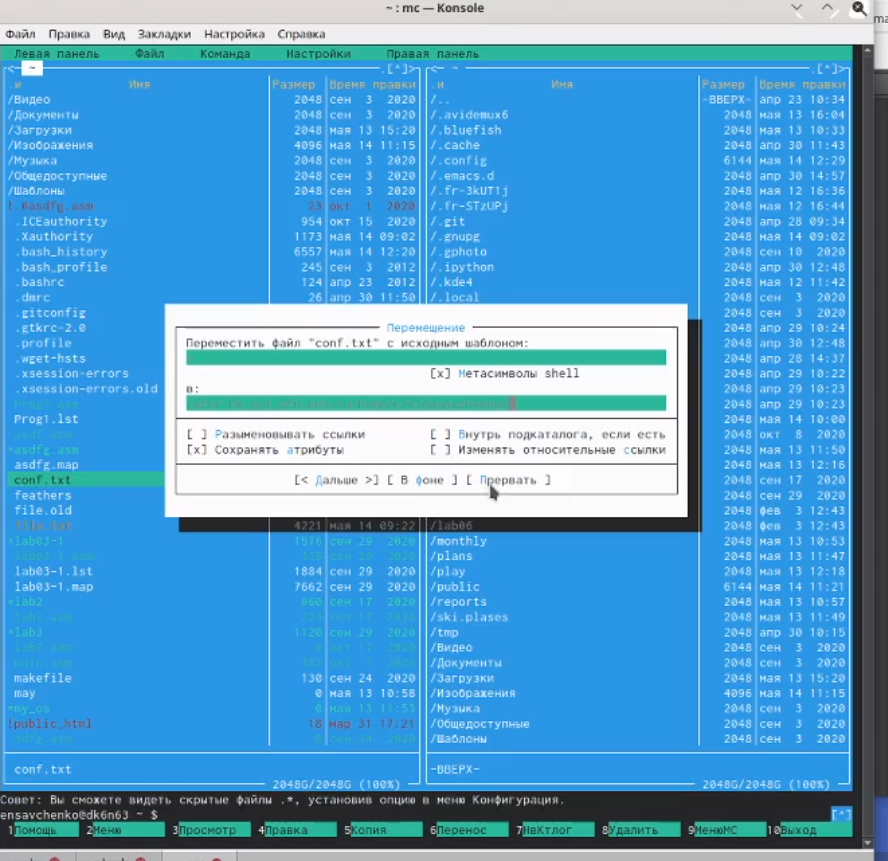 ~ : mc — Konsole
Файл Правка Вид Закладки Настройка Справка
Левая панель Файл Команда Настройки Правая панель
<- ~ .[^]> <- ~ .[^]>
.и Имя Размер Время правки .и Имя Размер Время правки
/Видео 2048 сен 3 2020 /.. -ВВЕРХ- апр 23 10:34
/Документы 2048 сен 3 2020 /.avidemux6 2048 мая 13 16:04
/Загрузки 2048 мая 13 15:20 /.bluefish 2048 мая 13 10:33
/Изображения 4096 мая 14 11:15 /.cache 2048 апр 30 11:43
/Музыка 2048 сен 3 2020 /.config 6144 мая 14 12:29
/Общедоступные 2048 сен 3 2020 /.emacs.d 2048 апр 30 14:57
/Шаблоны 2048 сен 3 2020 /.fr-3kUT1j 2048 мая 12 16:36
!.#asdfg.asm 23 окт 1 2020 /.fr-STzUPj 2048 мая 12 16:44
.ICEauthority 954 окт 15 2020 /.git 2048 апр 28 09:34
.Xauthority 1173 мая 14 09:02 /.gnupg 2048 мая 14 09:02
.bash_history 6557 мая 14 12:20 /.gphoto 2048 сен 10 2020
.bash_profile 245 сен 3 2012 /.ipython 2048 апр 30 12:48
.bashrc 124 апр 23 2012 /.kde4 2048 мая 12 11:42
.dmrc 26 апр 30 11:50 /.local 2048 сен 3 2020
.gitconfig 2048 сен 3 2020
.gtkrc-2.0 2048 апр 29 10:24
.profile 2048 апр 30 12:48
.wget-hsts 2048 апр 28 14:37
.xsession-errors 2048 апр 29 10:22
.xsession-errors.old 2048 апр 29 10:23
Prog1.asm 2048 апр 29 10:23
Prog1.lst 2048 мая 14 10:00
2048 окт 8 2020
*asdfg.asm 2048 мая 13 11:50
asdfg.map 2048 мая 13 12:16
conf.txt 2048 сен 17 2020
feathers 2048 сен 29 2020
file.old 2048 фев 3 12:43
Перемещение
Переместить файл "conf.txt" с исходным шаблоном:
[x] Метасимволы shell
в:
[ ] Разыменовывать ссылки [ ] Внутрь подкаталога, если есть
[x] Сохранять атрибуты [ ] Изменять относительные ссылки
[< Дальше >] [ В фоне ] [ Прервать ]
file.txt 4221 мая 14 09:22 /lab06 2048 фев 3 12:43
*lab03-1 1576 сен 29 2020 /monthly 2048 мая 13 10:53
lab03-1.asm сен 29 2020 /plans 2048 мая 13 11:47
lab03-1.lst 1884 сен 29 2020 /play 2048 мая 13 12:18
lab03-1.map 7662 сен 29 2020 /public 6144 мая 14 11:21
*lab2 960 сен 17 2020 /reports 2048 мая 13 10:57
lab2.asm сен 17 2020 /ski.plases 2048 мая 13 11:49
*lab3 1120 сен 29 2020 /tmp 2048 апр 30 10:15
2020 /Видео 2048 сен 3 2020
2020 /Документы 2048 сен 3 2020
makefile 130 сен 24 2020 /Загрузки 2048 мая 13 15:20
may 0 мая 13 10:58 /Изображения 4096 мая 14 11:15
*my_os 0 мая 13 11:53 /Музыка 2048 сен 3 2020
!public_html 18 мар 31 17:21 /Общедоступные 2048 сен 3 2020
sdfg.asm 0 сен 24 2020 /Шаблоны 2048 сен 3 2020
conf.txt -ВВЕРХ-
2048G/2048G (100%) 2048G/2048G (100%)
Совет: Вы сможете видеть скрытые файлы .*, установив опцию в меню Конфигурация.
ensavchenko@dk6n63 ~ $ [^]
1Помощь 2Меню 3Просмотр 4Правка 5Копия 6Перенос 7НвКтлог 8Удалить 9МенюМС 10Выход